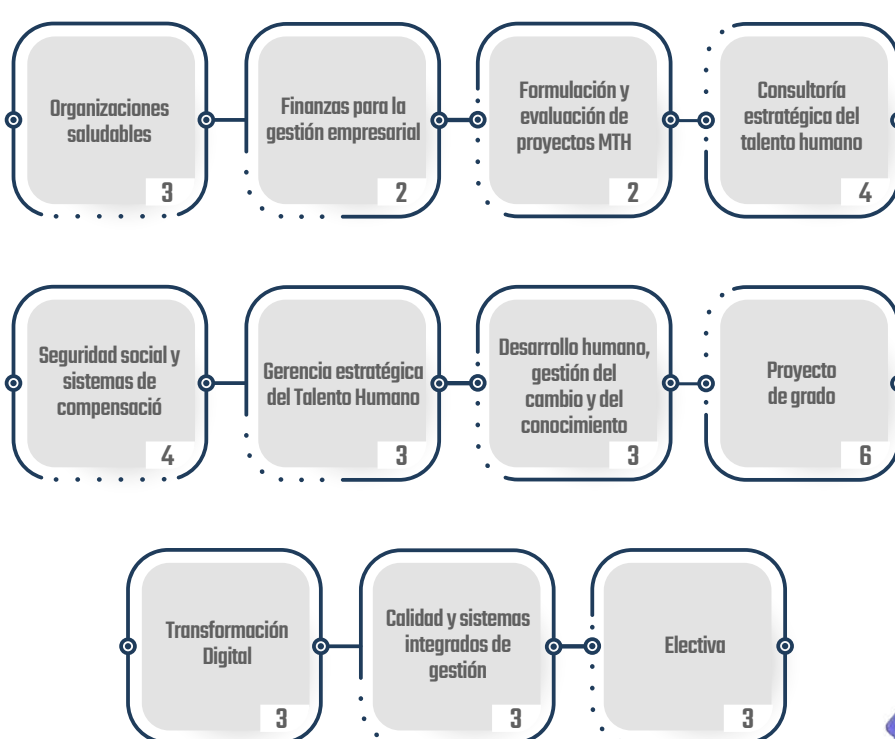 Organizaciones
saludables
3
Finanzas para la
gestión empresarial
2
Formulación y
evaluación de
proyectos MTH
2
Consultoría
estratégica del
talento humano
4
Seguridad social y
sistemas de
compensació
4
Gerencia estratégica
del Talento Humano
3
Desarrollo humano,
gestión del
cambio y del
conocimiento
3
Proyecto
de grado
6
Transformación
Digital
3
Calidad y sistemas
integrados de
gestión
3
Electiva
3